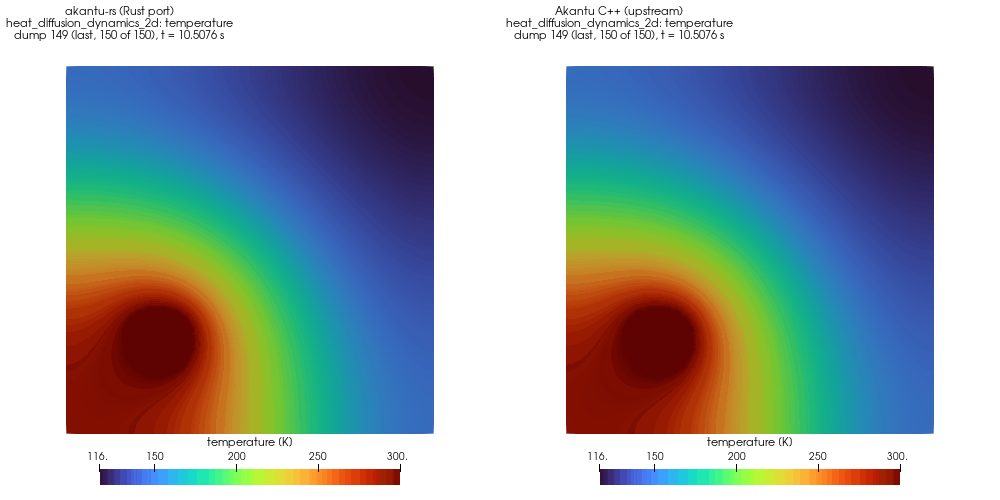 akantu-rs (Rust port)
heat_diffusion_dynamics_2d: temperature
dump 149 (last, 150 of 150), t = 10.5076 s
Akantu C++ (upstream)
heat_diffusion_dynamics_2d: temperature
dump 149 (last, 150 of 150), t = 10.5076 s
temperature (K)
116. 150 200 250 300.
temperature (K)
116. 150 200 250 300.